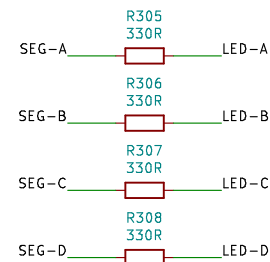 R305
330R
SEG-A LED-A
R306
330R
SEG-B LED-B
R307
330R
SEG-C LED-C
R308
330R
SEG-D LED-D